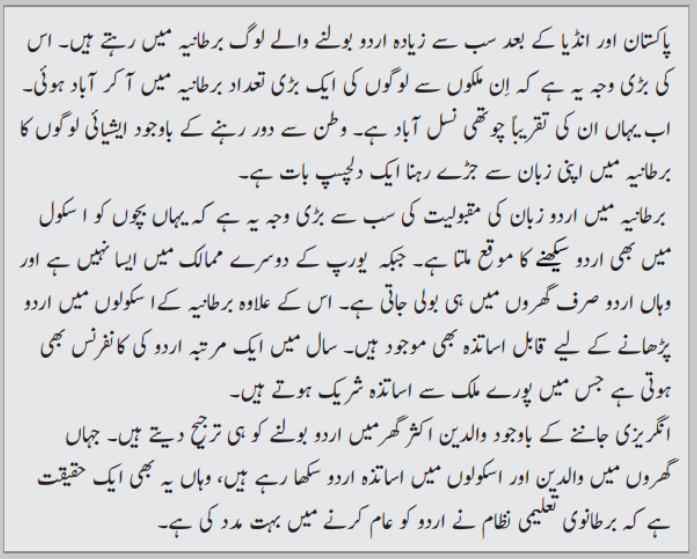 پاکستان اور انڈیا کے بعد سب سے زیادہ اردو بولنے والے لوگ برطانیہ میں رہتے ہیں۔ اس
کی بڑی وجہ یہ ہے کہ اِن ملکوں سے لوگوں کی ایک بڑی تعداد برطانیہ میں آ کر آباد ہوئی۔
اب یہاں ان کی تقریباً چوتھی نسل آباد ہے۔ وطن سے دور رہنے کے باوجود ایشیائی لوگوں کا
برطانیہ میں اپنی زبان سے جڑے رہنا ایک دلچسپ بات ہے۔
برطانیہ میں اردو زبان کی مقبولیت کی سب سے بڑی وجہ یہ ہے کہ یہاں بچوں کو ا سکول
میں بھی اردو سیکھنے کا موقع ملتا ہے۔ جبکہ یورپ کے دوسرے ممالک میں ایسا نہیں ہے اور
وہاں اردو صرف گھروں میں ہی بولی جاتی ہے۔ اس کے علاوہ برطانیہ کے ا سکولوں میں اردو
پڑھانے کے لیے قابل اساتذہ بھی موجود ہیں۔ سال میں ایک مرتبہ اردو کی کانفرنس بھی
ہوتی ہے جس میں پورے ملک سے اساتذہ شریک ہوتے ہیں۔
انگریزی جاننے کے باوجود والدین اکثر گھرمیں اردو بولنے کو ہی ترجیح دیتے ہیں۔ جہاں
گھروں میں والدین اور اسکولوں میں اساتذہ اردو سکھا رہے ہیں، وہاں یہ بھی ایک حقیقت
ہے کہ برطانوی تعلیمی نظام نے اردو کو عام کرنے میں بہت مدد کی ہے۔